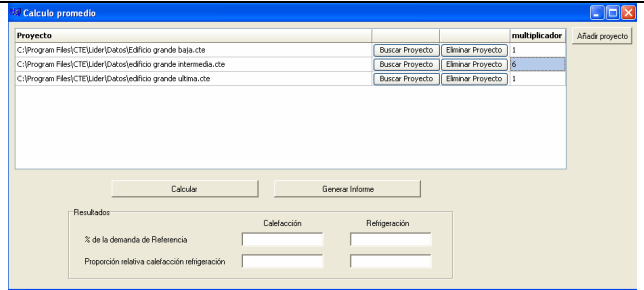 Calculo promedio
Proyecto multiplicador Añadir proyecto
C:\Program Files\CTE\Lider\Datos\Edificio grande baja.cte Buscar Proyecto Eliminar Proyecto 1
C:\Program Files\CTE\Lider\Datos\edificio grande intermedia.cte Buscar Proyecto Eliminar Proyecto 6
C:\Program Files\CTE\Lider\Datos\edificio grande ultima.cte Buscar Proyecto Eliminar Proyecto 1
Calcular Generar Informe
Resultados
Calefacción Refrigeración
% de la demanda de Referencia
Proporción relativa calefacción refrigeración